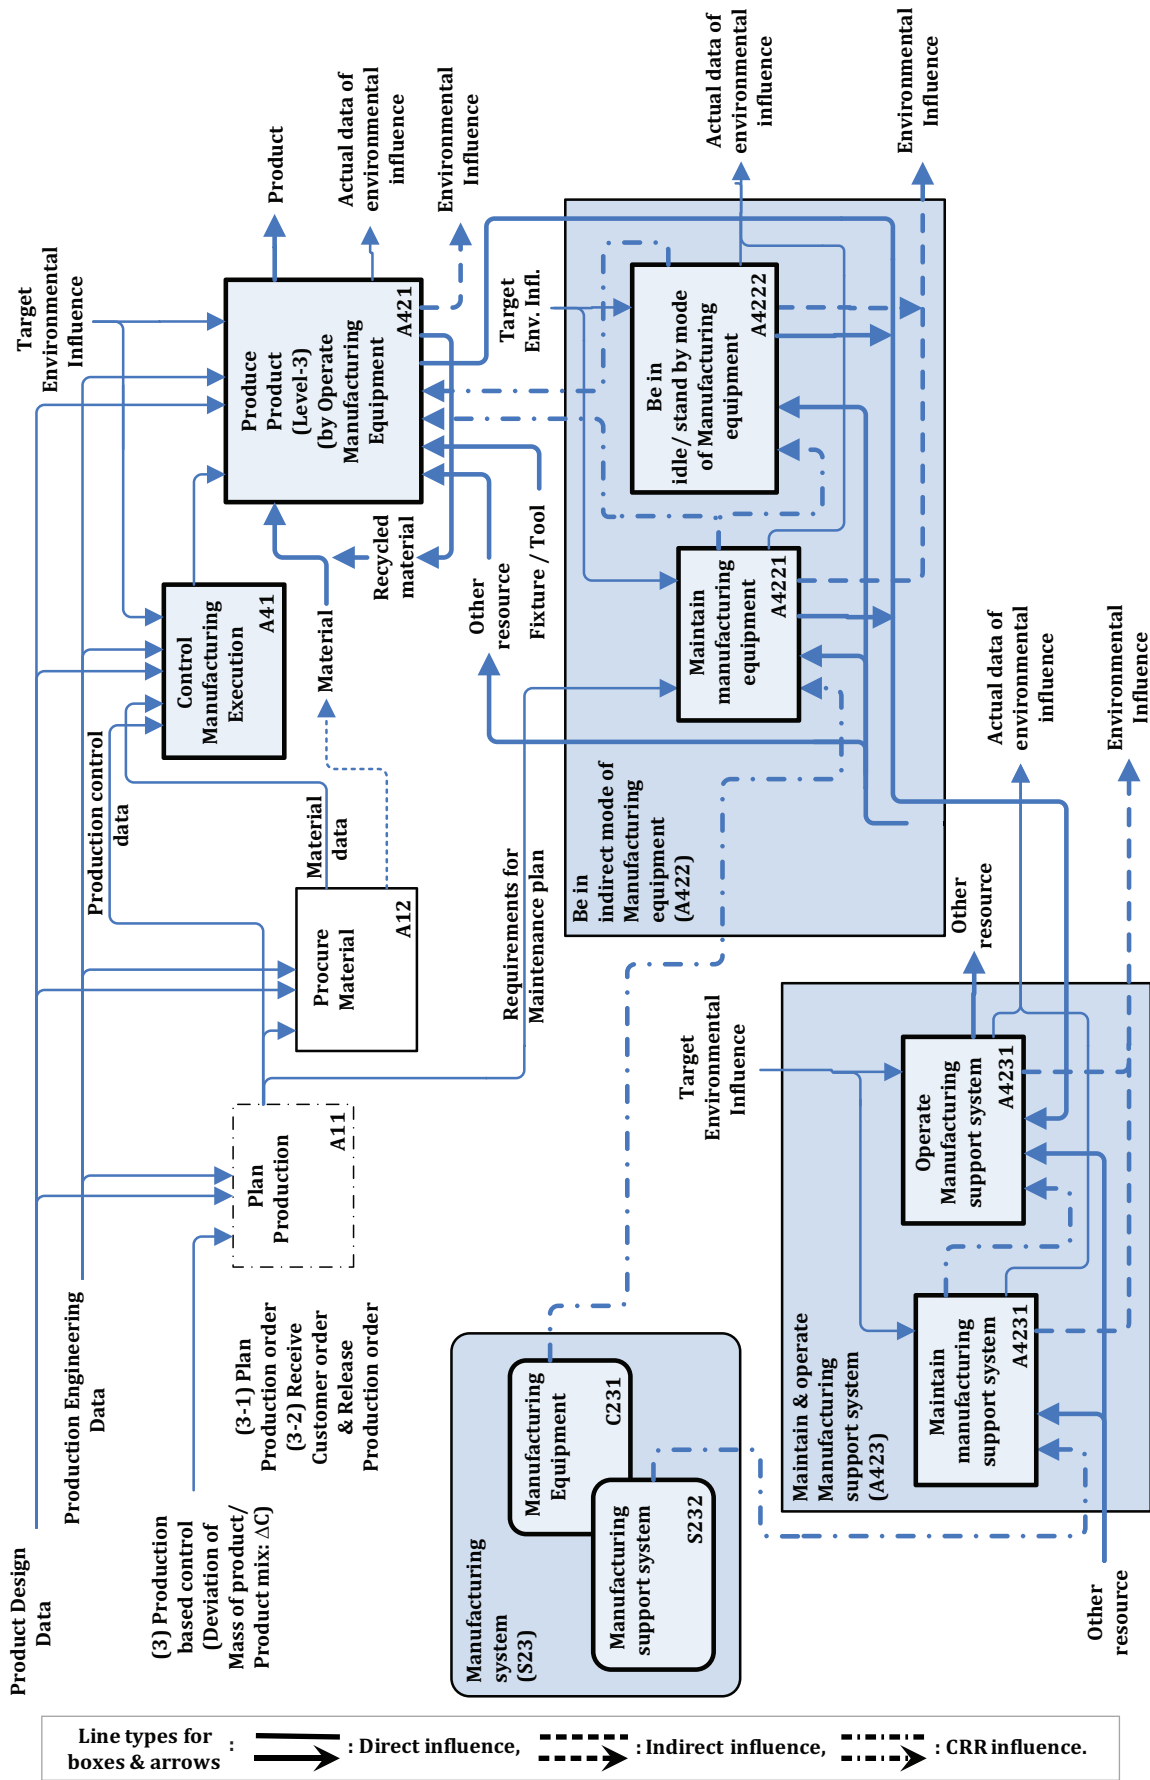 Product Design
Data
Production Engineering
Data
(3) Production
based control
(Deviation of
Mass of product/
Product mix: ΔC)
(3-1) Plan
Production order
(3-2) Receive
Customer order
& Release
Production order
Plan
Production
A11
Procure
Material
A12
Production control
data
Material
data
Material
Requirements for
Maintenance plan
Control
Manufacturing
Execution
A41
Target
Environmental
Influence
Produce
Product
(Level-3)
(by Operate
Manufacturing
Equipment
A421
Product
Actual data of
environmental
influence
Environmental
Influence
Recycled
material
Other
resource
Fixture / Tool
Target
Env. Infl.
Be in
indirect mode of
Manufacturing
equipment
(A422)
Maintain
manufacturing
equipment
A4221
Be in
idle/ stand by mode
of Manufacturing
equipment
A4222
Actual data of
environmental
influence
Environmental
Influence
Manufacturing
system
(S23)
Manufacturing
Equipment
C231
Manufacturing
support system
S232
Target
Environmental
Influence
Maintain & operate
Manufacturing
support system
(A423)
Maintain
manufacturing
support system
A4231
Operate
Manufacturing
support system
A4231
Other
resource
Other
resource
Actual data of
environmental
influence
Environmental
Influence
Line types for
boxes & arrows
:
: Direct influence,
: Indirect influence,
: CRR influence.